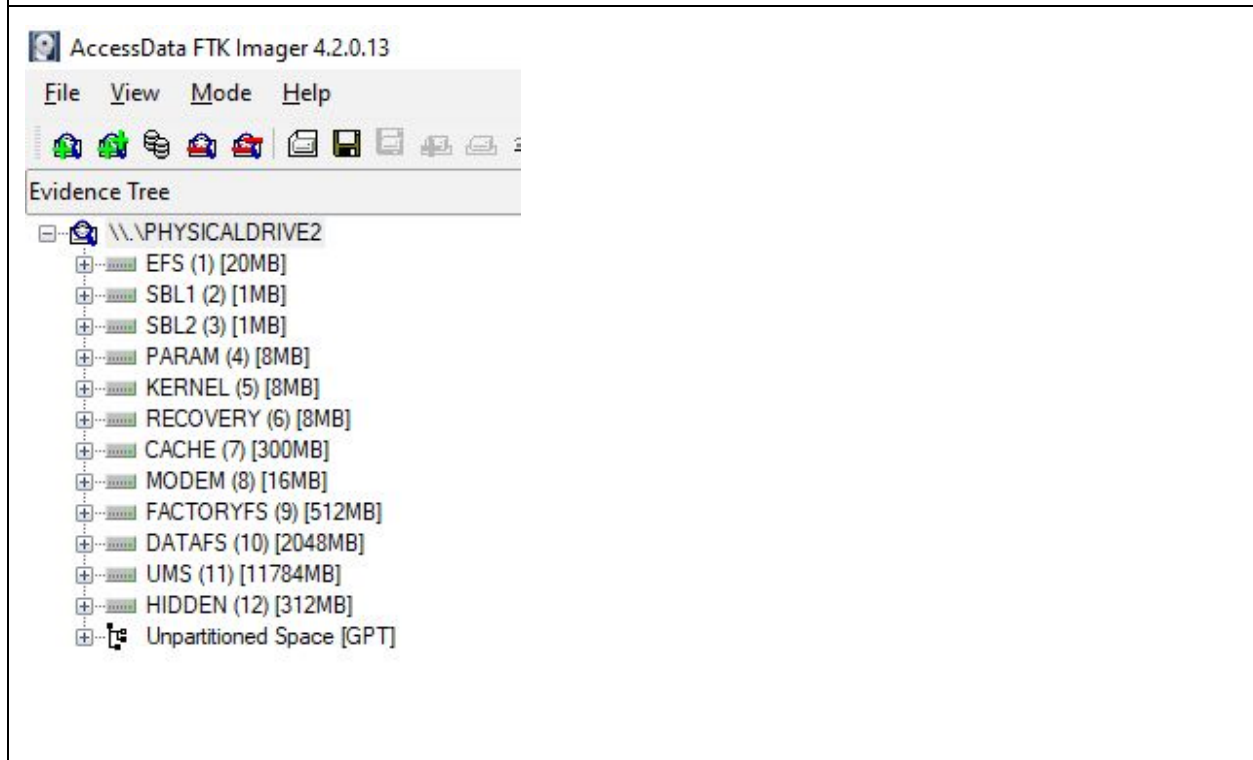 AccessData FTK Imager 4.2.0.13
File View Mode Help
Evidence Tree
\\.\PHYSICALDRIVE2
EFS (1) [20MB]
SBL1 (2) [1MB]
SBL2 (3) [1MB]
PARAM (4) [8MB]
KERNEL (5) [8MB]
RECOVERY (6) [8MB]
CACHE (7) [300MB]
MODEM (8) [16MB]
FACTORYFS (9) [512MB]
DATAFS (10) [2048MB]
UMS (11) [11784MB]
HIDDEN (12) [312MB]
Unpartitioned Space [GPT]